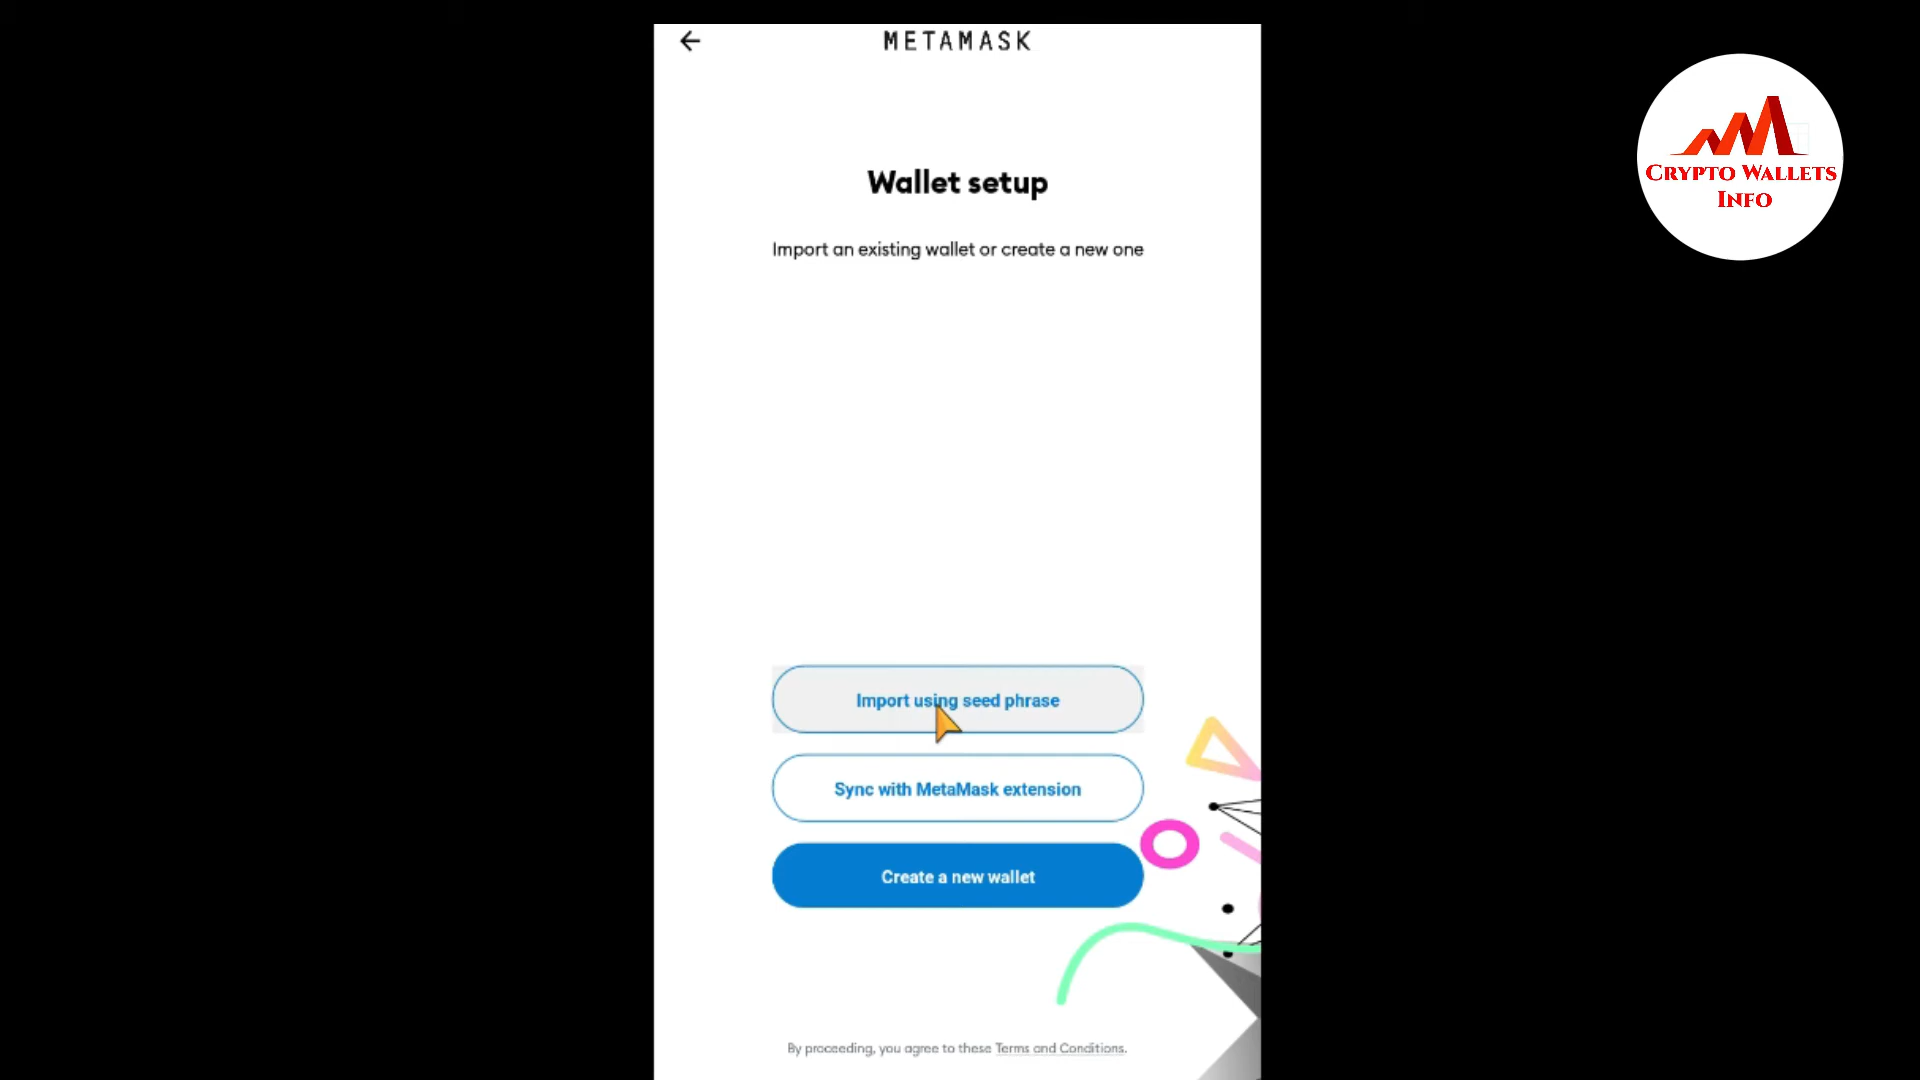 METAMASK
CRYPTO WALLETS
INFO
Wallet setup
Import an existing wallet or create a new one
Import using seed phrase
Sync with MetaMask extension
Create a new wallet
By proceeding, you agree to these Terms and Conditions.